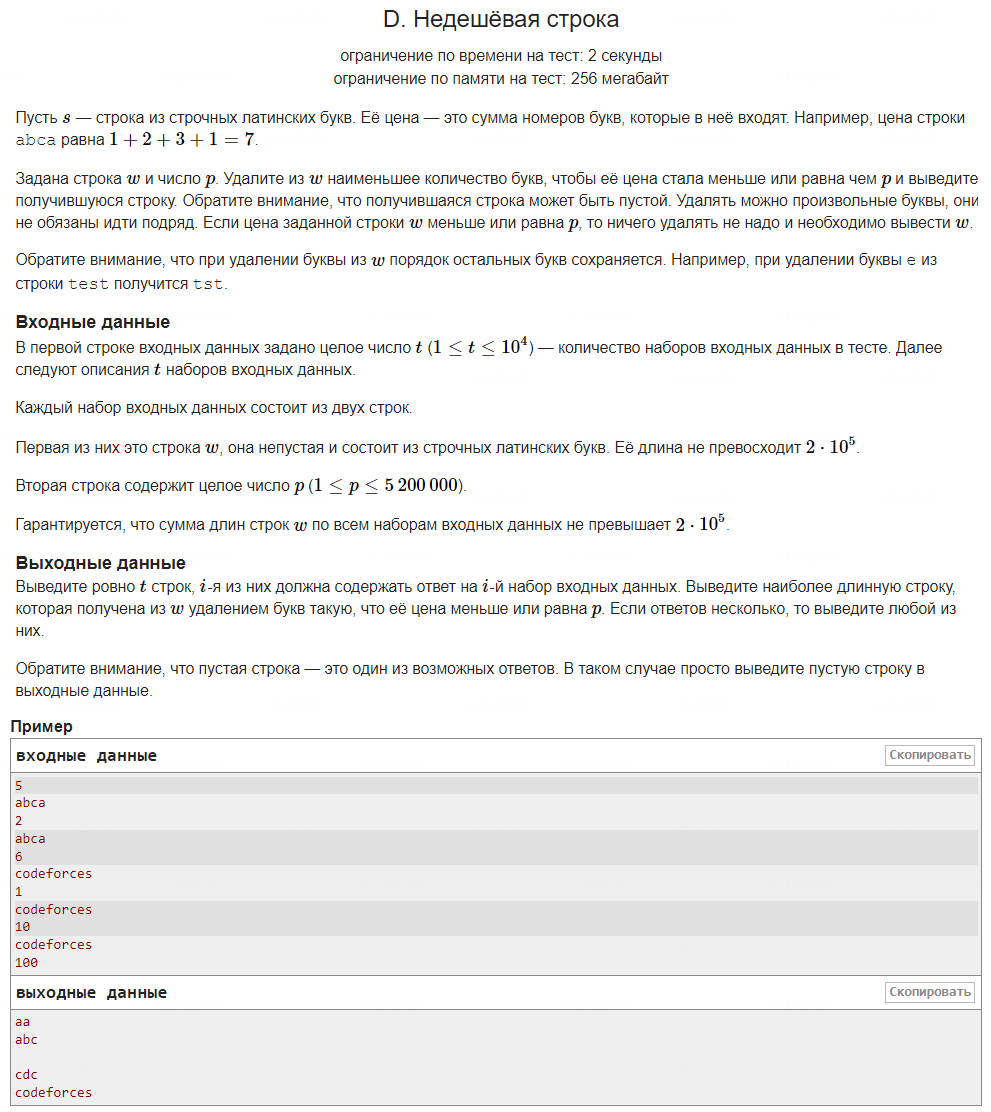 D. Недешёвая строка
ограничение по времени на тест: 2 секунды
ограничение по памяти на тест: 256 мегабайт
Пусть s — строка из строчных латинских букв. Её цена — это сумма номеров букв, которые в неё входят. Например, цена строки
abca равна 1 + 2 + 3 + 1 = 7.
Задана строка w и число p. Удалите из w наименьшее количество букв, чтобы её цена стала меньше или равна чем p и выведите
получившуюся строку. Обратите внимание, что получившаяся строка может быть пустой. Удалять можно произвольные буквы, они
не обязаны идти подряд. Если цена заданной строки w меньше или равна p, то ничего удалять не надо и необходимо вывести w.
Обратите внимание, что при удалении буквы из w порядок остальных букв сохраняется. Например, при удалении буквы e из
строки test получится tst.
Входные данные
В первой строке входных данных задано целое число t (1 ≤ t ≤ 10⁴) — количество наборов входных данных в тесте. Далее
следуют описания t наборов входных данных.
Каждый набор входных данных состоит из двух строк.
Первая из них это строка w, она непустая и состоит из строчных латинских букв. Её длина не превосходит 2 · 10⁵.
Вторая строка содержит целое число p (1 ≤ p ≤ 5 200 000).
Гарантируется, что сумма длин строк w по всем наборам входных данных не превышает 2 · 10⁵.
Выходные данные
Выведите ровно t строк, i-я из них должна содержать ответ на i-й набор входных данных. Выведите наиболее длинную строку,
которая получена из w удалением букв такую, что её цена меньше или равна p. Если ответов несколько, то выведите любой из
них.
Обратите внимание, что пустая строка — это один из возможных ответов. В таком случае просто выведите пустую строку в
выходные данные.
Пример
входные данные Скопировать
5
abca
2
abca
6
codeforces
1
codeforces
10
codeforces
100
выходные данные Скопировать
aa
abc
cdc
codeforces